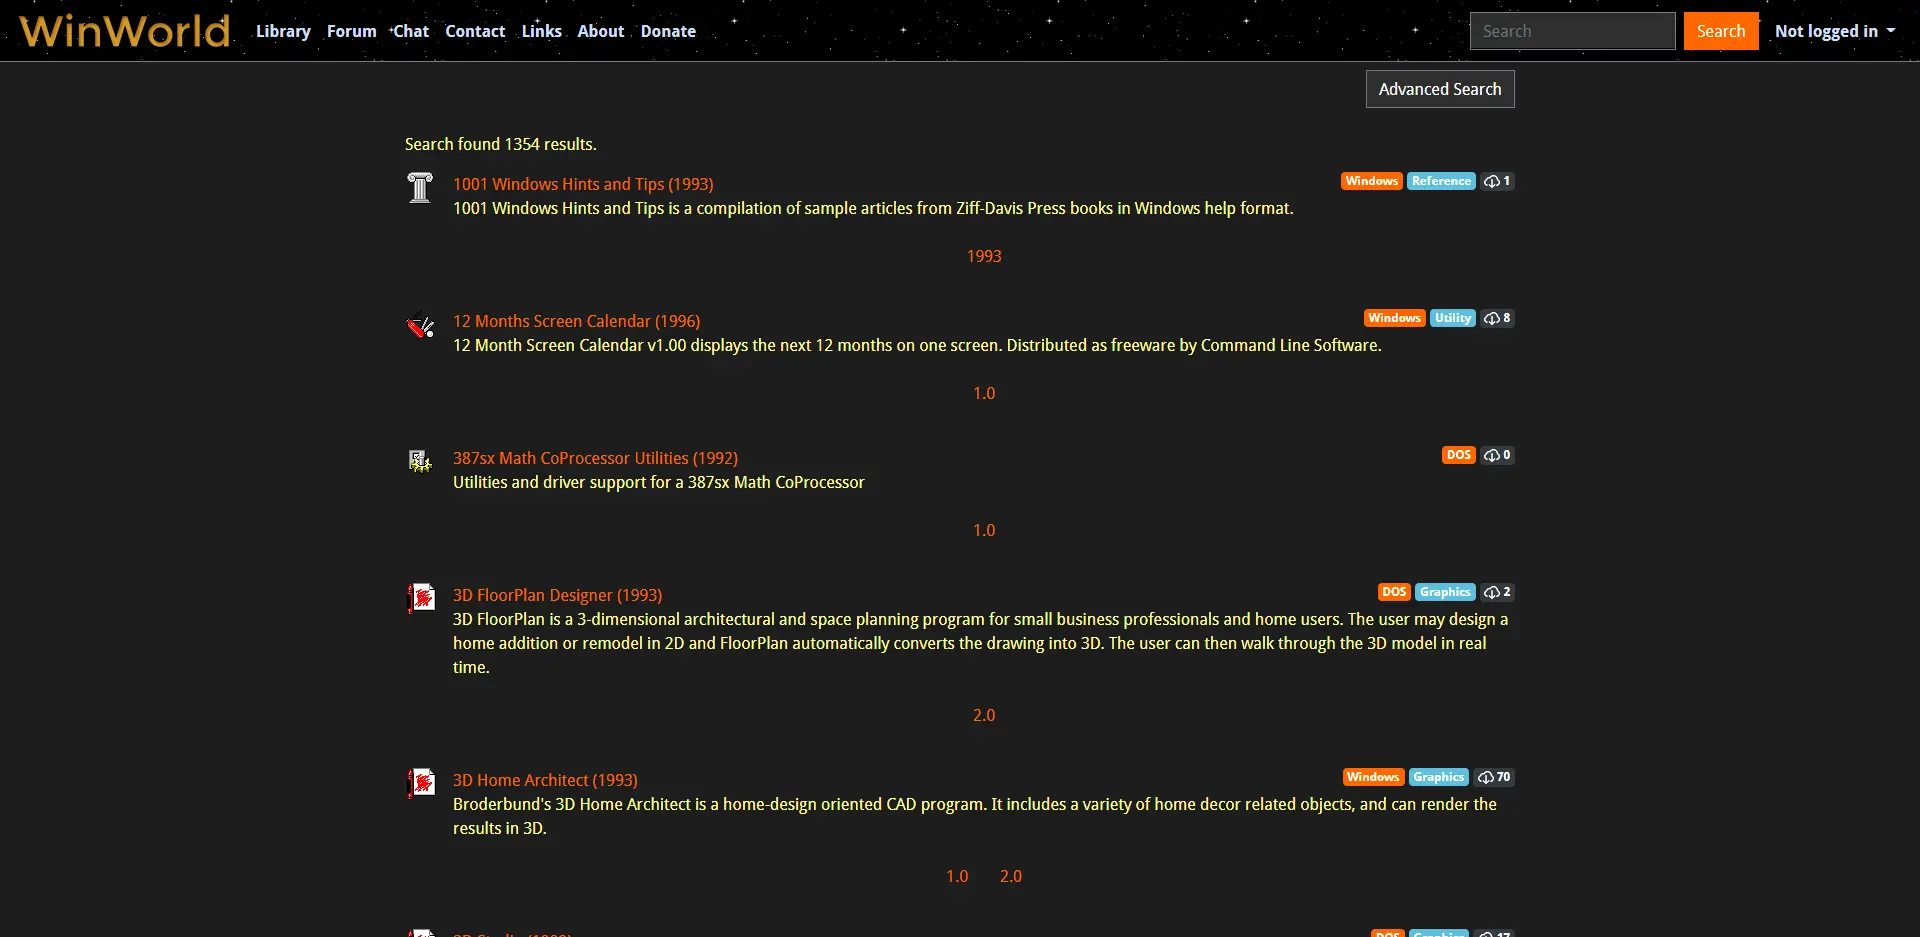 WinWorld Library Forum Chat Contact Links About Donate Search Search Not logged in
Advanced Search
Search found 1354 results.
1001 Windows Hints and Tips (1993) Windows Reference 1
1001 Windows Hints and Tips is a compilation of sample articles from Ziff-Davis Press books in Windows help format.
1993
12 Months Screen Calendar (1996) Windows Utility 8
12 Month Screen Calendar v1.00 displays the next 12 months on one screen. Distributed as freeware by Command Line Software.
1.0
387sx Math CoProcessor Utilities (1992) DOS 0
Utilities and driver support for a 387sx Math CoProcessor
1.0
3D FloorPlan Designer (1993) DOS Graphics 2
3D FloorPlan is a 3-dimensional architectural and space planning program for small business professionals and home users. The user may design a
home addition or remodel in 2D and FloorPlan automatically converts the drawing into 3D. The user can then walk through the 3D model in real
time.
2.0
3D Home Architect (1993) Windows Graphics 70
Broderbund's 3D Home Architect is a home-design oriented CAD program. It includes a variety of home decor related objects, and can render the
results in 3D.
1.0 2.0
DOS Graphics 17